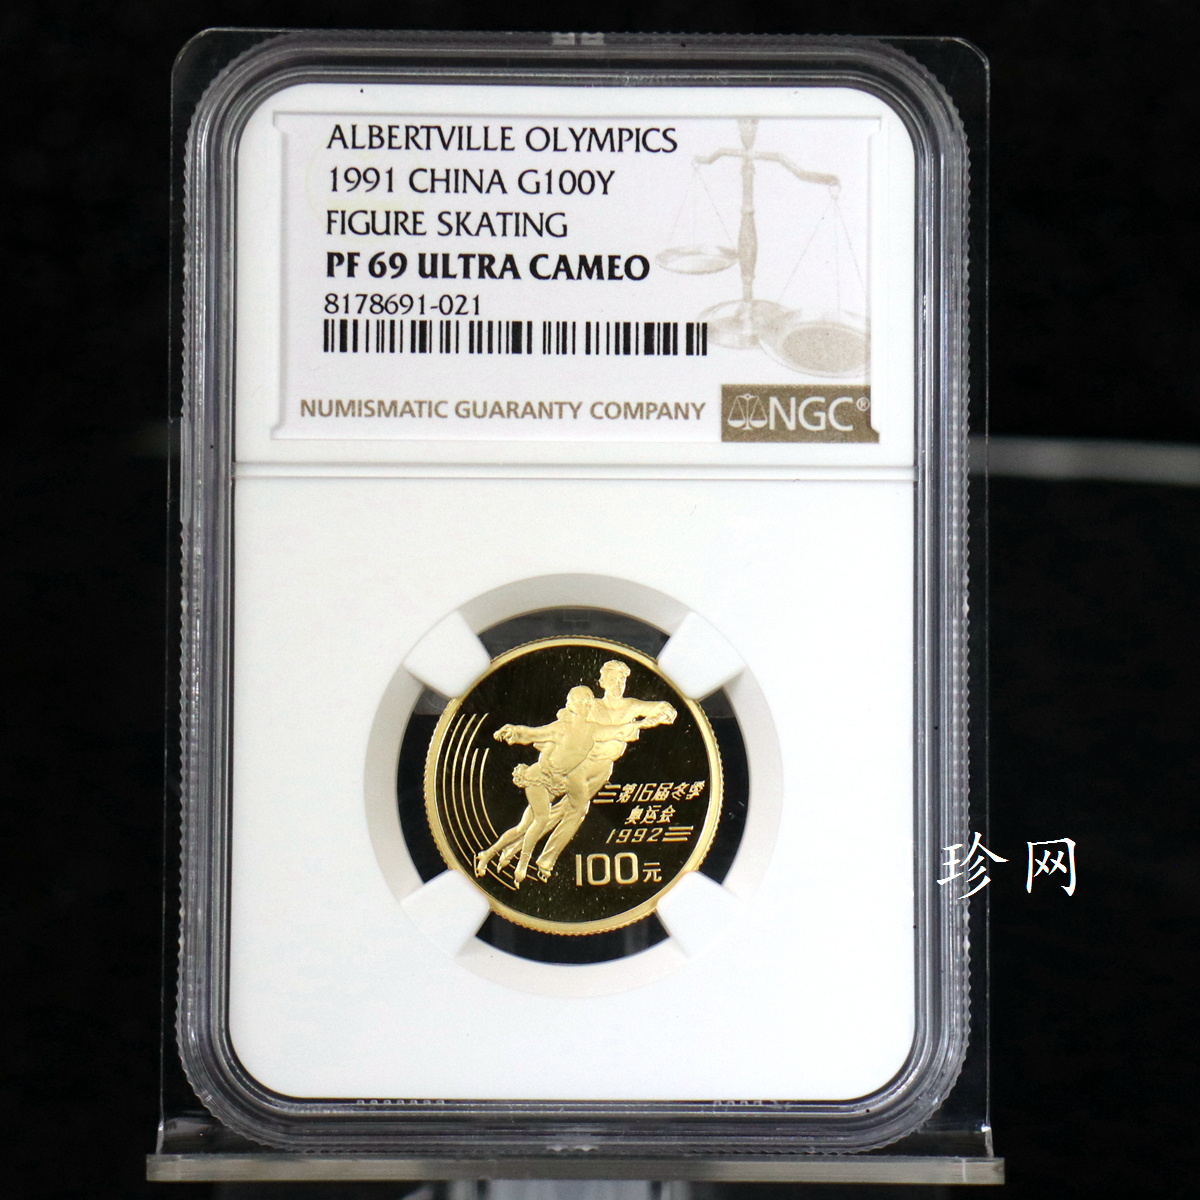 ALBERTVILLE OLYMPICS
1991 CHINA G100Y
FIGURE SKATING
PF 69 ULTRA CAMEO
8178691-021
NUMISMATIC GUARANTY COMPANY
NGC®
第16届冬季
奥运会
1992
100元
珍网